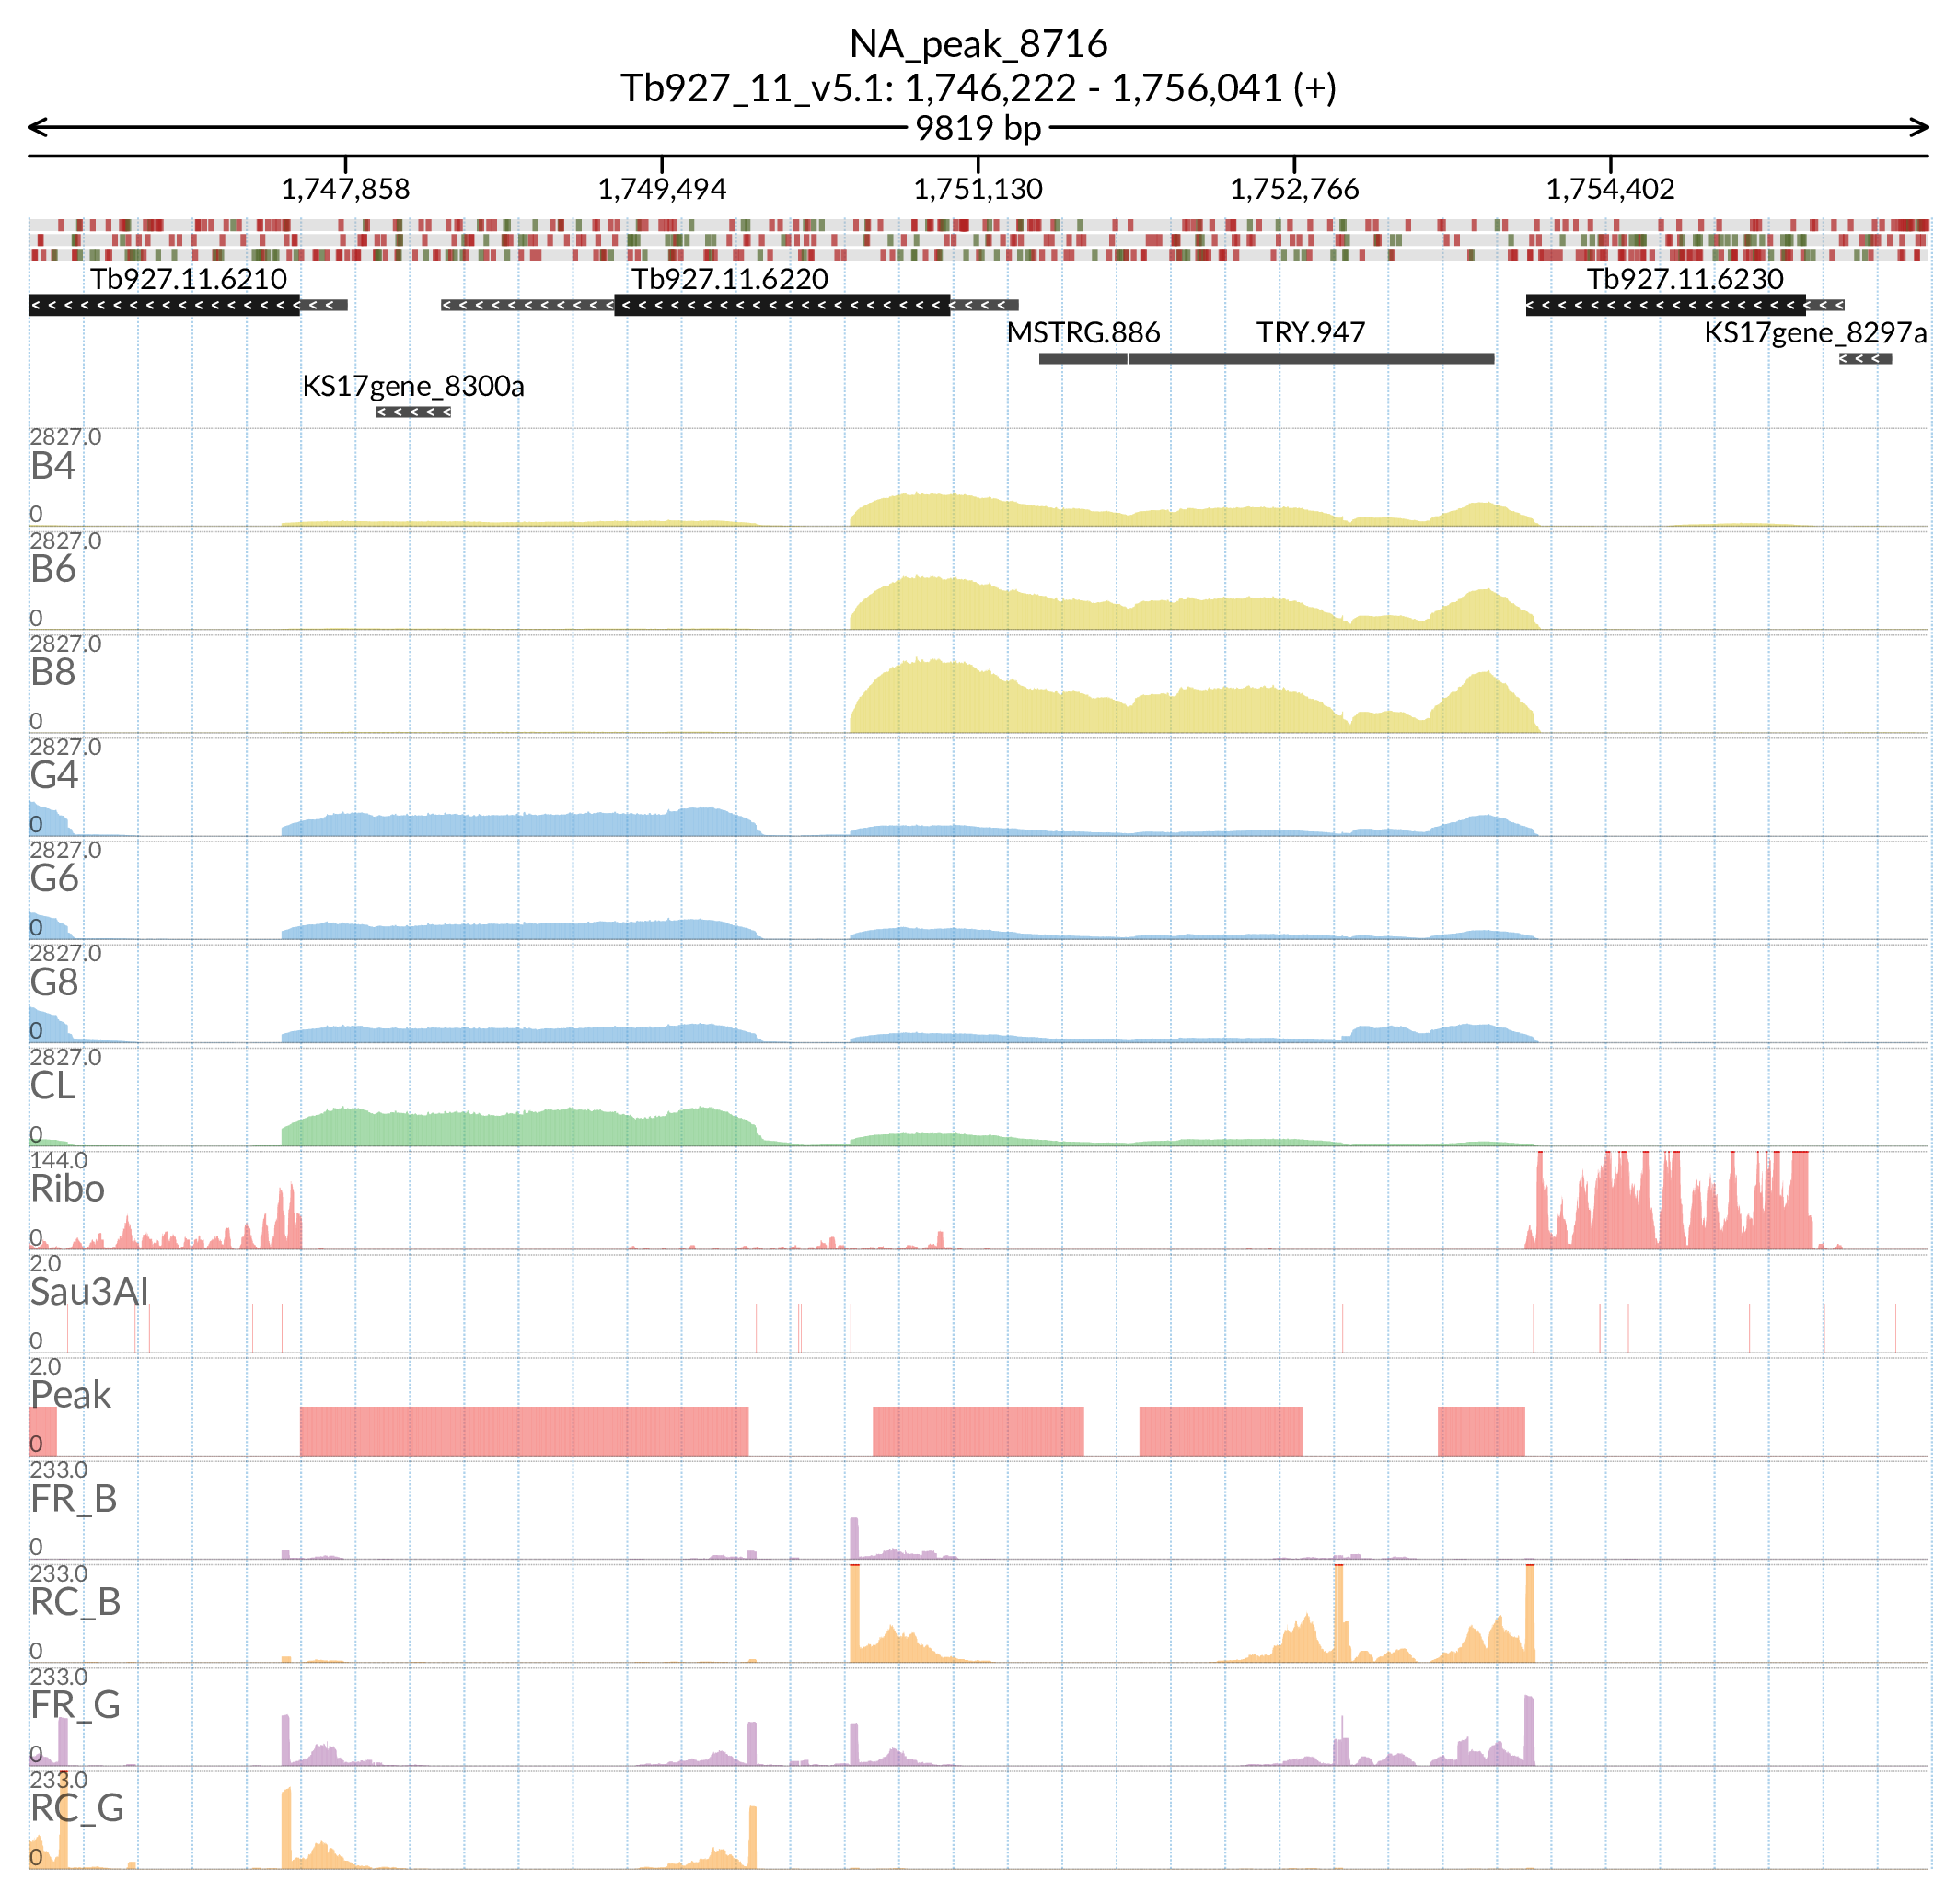 NA_peak_8716
Tb927_11_v5.1: 1,746,222 - 1,756,041 (+)
9819 bp
1,747,858 1,749,494 1,751,130 1,752,766 1,754,402
Tb927.11.6210 Tb927.11.6220 Tb927.11.6230
MSTRG.886 TRY.947 KS17gene_8297a
KS17gene_8300a
2827.0
B4
0
2827.0
B6
0
2827.0
B8
0
2827.0
G4
0
2827.0
G6
0
2827.0
G8
0
2827.0
CL
0
144.0
Ribo
0
2.0
Sau3AI
0
2.0
Peak
0
233.0
FR_B
0
233.0
RC_B
0
233.0
FR_G
0
233.0
RC_G
0